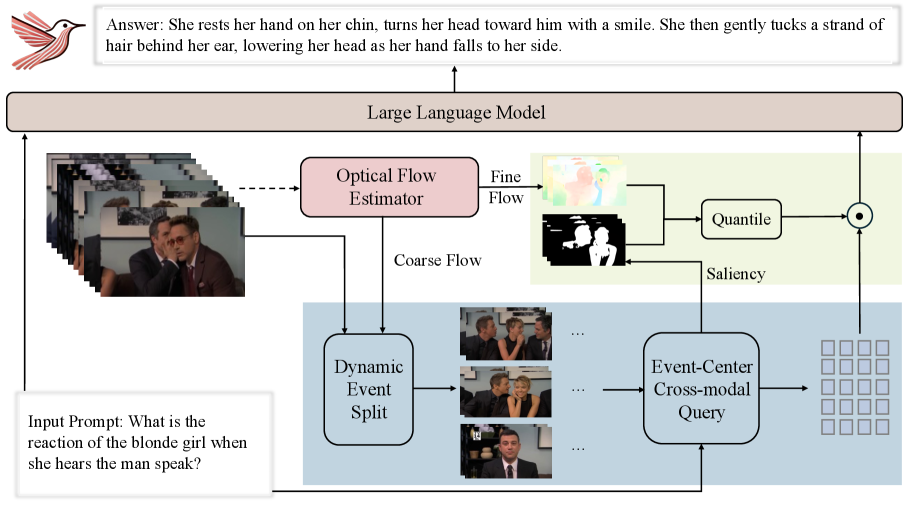 Answer: She rests her hand on her chin, turns her head toward him with a smile. She then gently tucks a strand of
hair behind her ear, lowering her head as her hand falls to her side.
Large Language Model
Optical Flow
Estimator
Fine
Flow
Quantile
Coarse Flow
Saliency
Dynamic
Event
Split
...
...
...
Event-Center
Cross-modal
Query
Input Prompt: What is the
reaction of the blonde girl when
she hears the man speak?